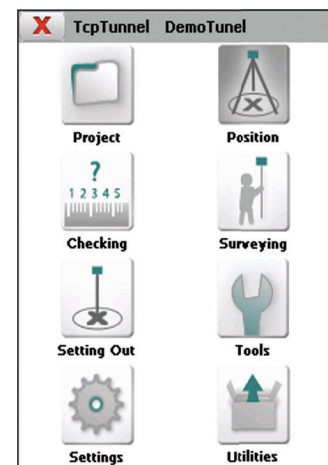 X TcpTunnel DemoTunel
Project Position
?
1 2 3 4 5
Checking Surveying
Setting Out Tools
Settings Utilities